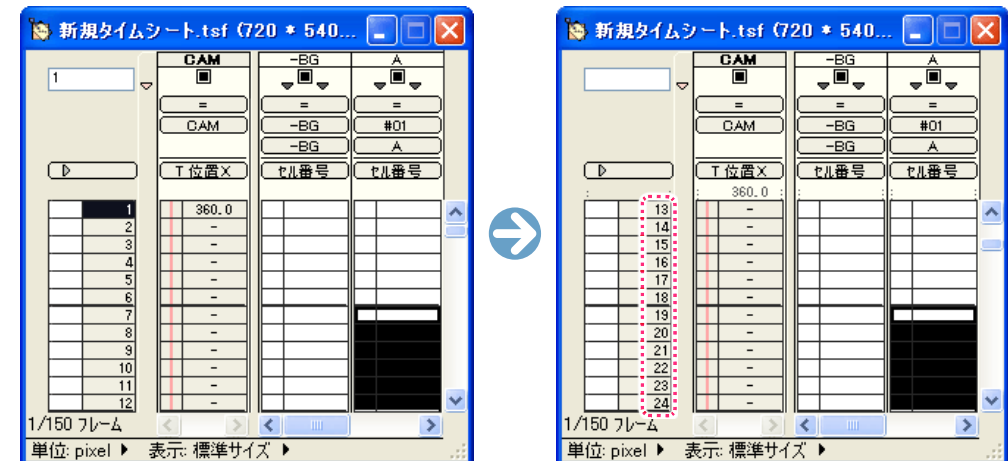 新規タイムシート.tsf (720 * 540...
CAM -BG A
1
= = =
CAM -BG #01
-BG A
T 位置X セル番号 セル番号
1 360.0
2 -
3 -
4 -
5 -
6 -
7 -
8 -
9 -
10 -
11 -
12 -
1/150 フレーム
単位: pixel 表示: 標準サイズ
新規タイムシート.tsf (720 * 540...
CAM -BG A
= = =
CAM -BG #01
-BG A
T 位置X セル番号 セル番号
: : : 360.0 : : : :
13 -
14 -
15 -
16 -
17 -
18 -
19 -
20 -
21 -
22 -
23 -
24 -
1/150 フレーム
単位: pixel 表示: 標準サイズ